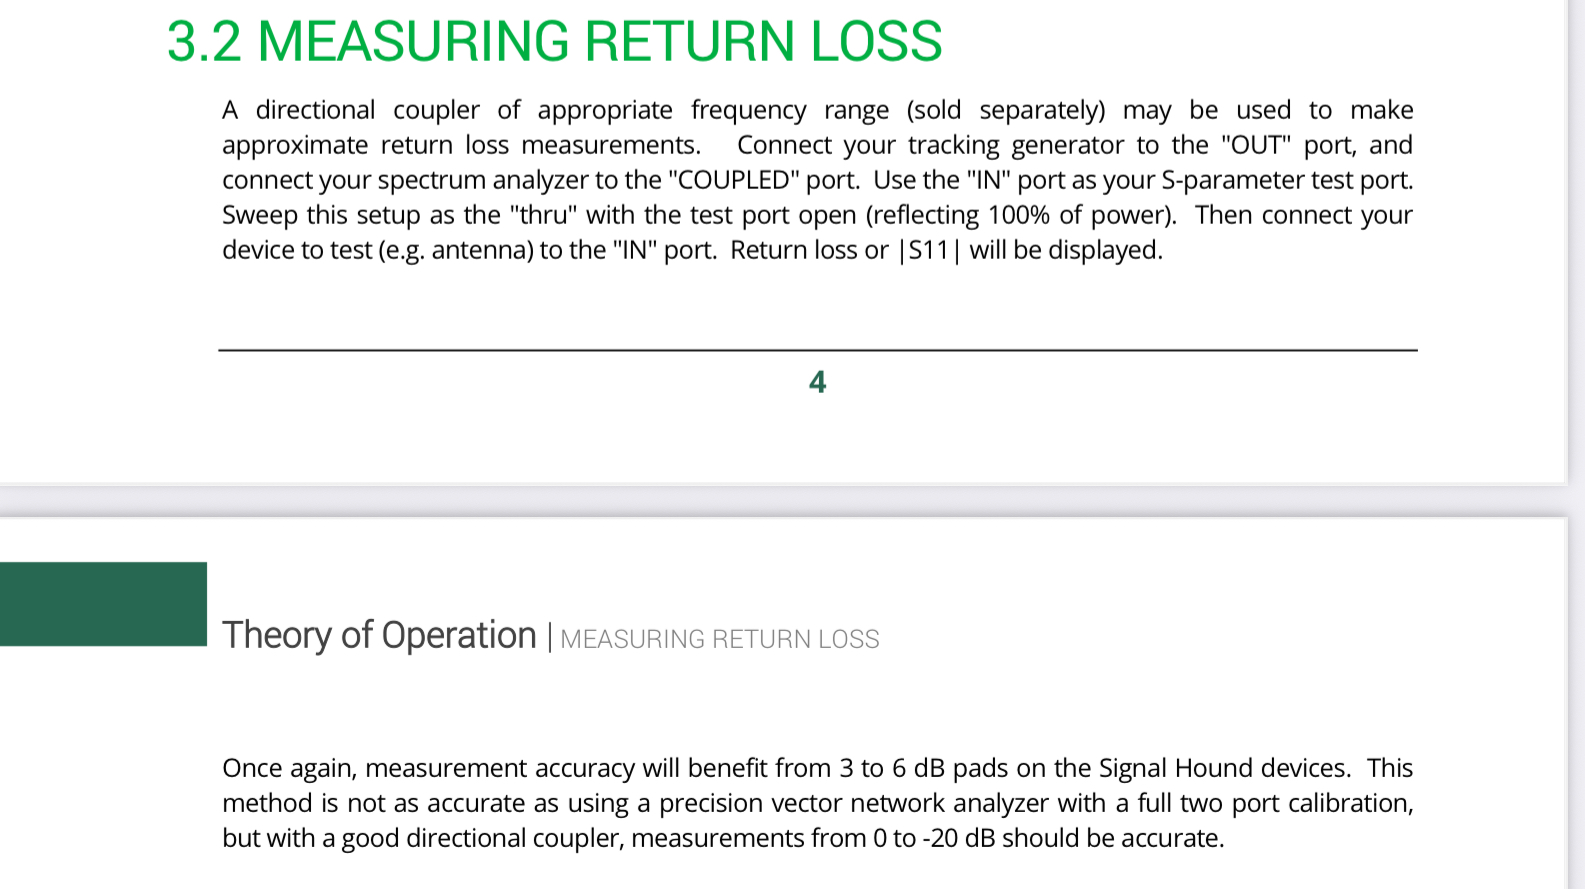 3.2 MEASURING RETURN LOSS
A directional coupler of appropriate frequency range (sold separately) may be used to make
approximate return loss measurements.  Connect your tracking generator to the "OUT" port, and
connect your spectrum analyzer to the "COUPLED" port.  Use the "IN" port as your S-parameter test port.
Sweep this setup as the "thru" with the test port open (reflecting 100% of power).  Then connect your
device to test (e.g. antenna) to the "IN" port.  Return loss or |S11| will be displayed.
4
Theory of Operation | MEASURING RETURN LOSS
Once again, measurement accuracy will benefit from 3 to 6 dB pads on the Signal Hound devices.  This
method is not as accurate as using a precision vector network analyzer with a full two port calibration,
but with a good directional coupler, measurements from 0 to -20 dB should be accurate.